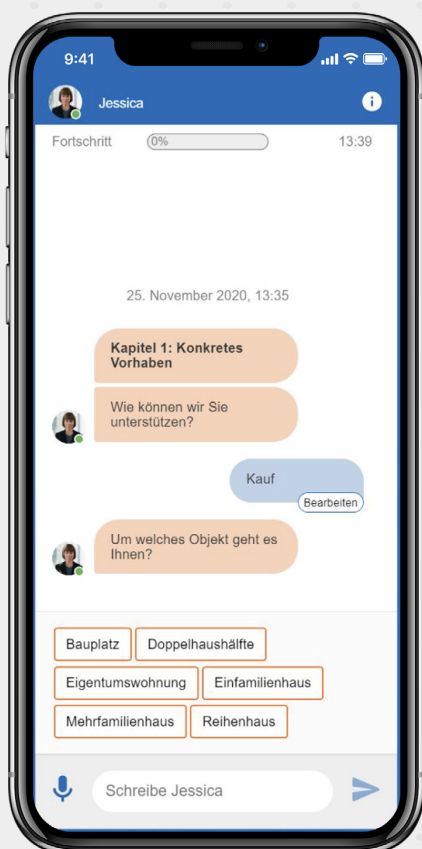 9:41
Jessica
Fortschritt 0% 13:39
25. November 2020, 13:35
Kapitel 1: Konkretes
Vorhaben
Wie können wir Sie
unterstützen?
Kauf
Bearbeiten
Um welches Objekt geht es
Ihnen?
Bauplatz Doppelhaushälfte
Eigentumswohnung Einfamilienhaus
Mehrfamilienhaus Reihenhaus
Schreibe Jessica